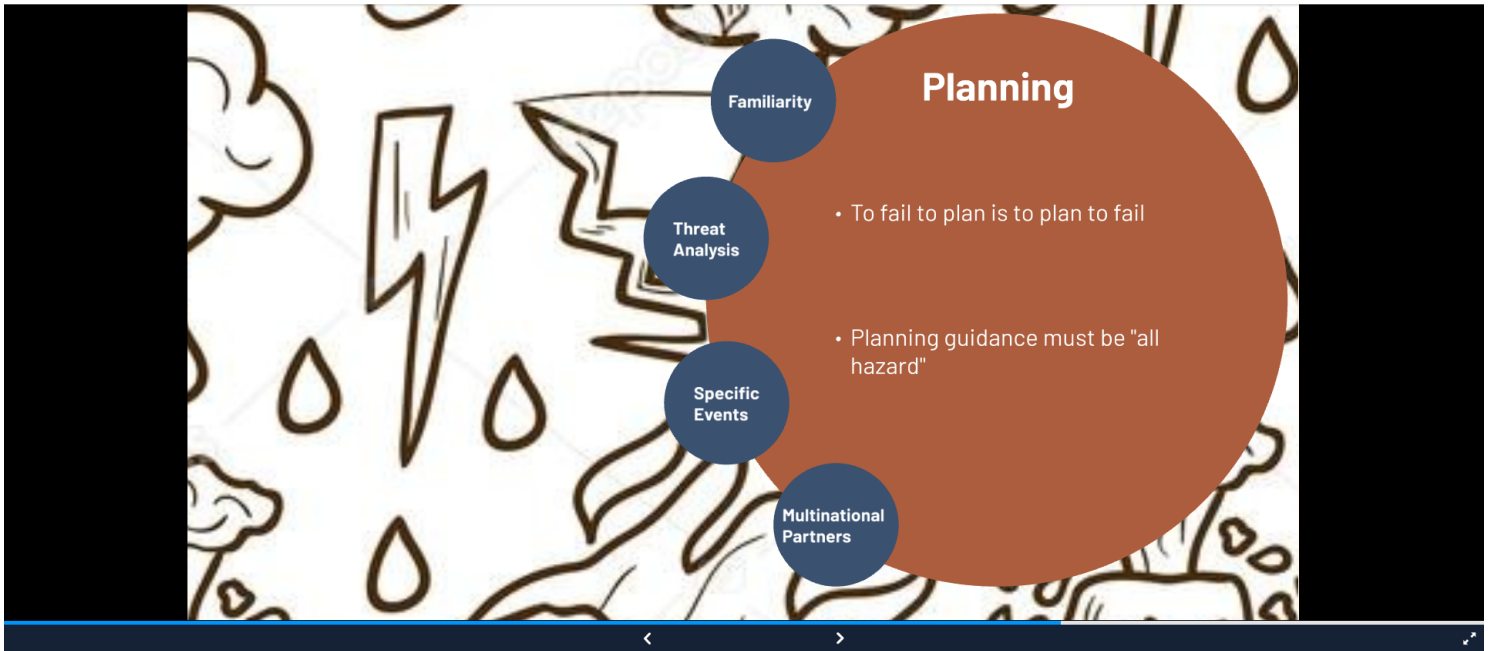 Planning
Familiarity
Threat
Analysis
Specific
Events
Multinational
Partners
• To fail to plan is to plan to fail
• Planning guidance must be "all
hazard"